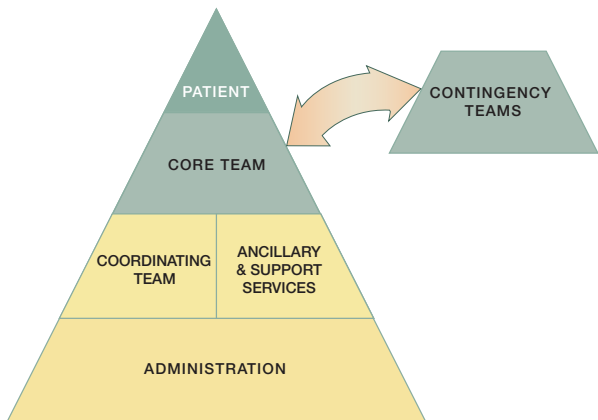 PATIENT
CONTINGENCY
TEAMS
CORE TEAM
COORDINATING
TEAM
ANCILLARY
& SUPPORT
SERVICES
ADMINISTRATION